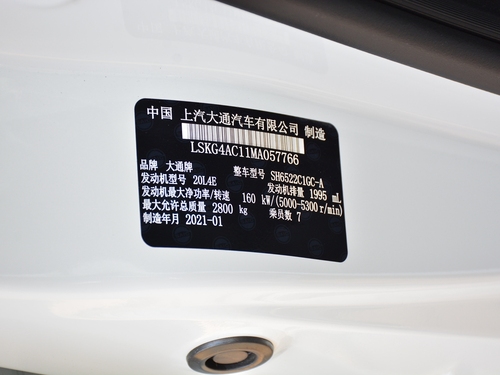 中国 上汽大通汽车有限公司 制造
LSKG4AC11MA057766
品牌 大通牌 整车型号 SH6522C1GC-A
发动机型号 20L4E 发动机排量 1995 mL
发动机最大净功率/转速 160 kW/(5000-5300 r/min)
最大允许总质量 2800 kg 乘员数 7
制造年月 2021-01